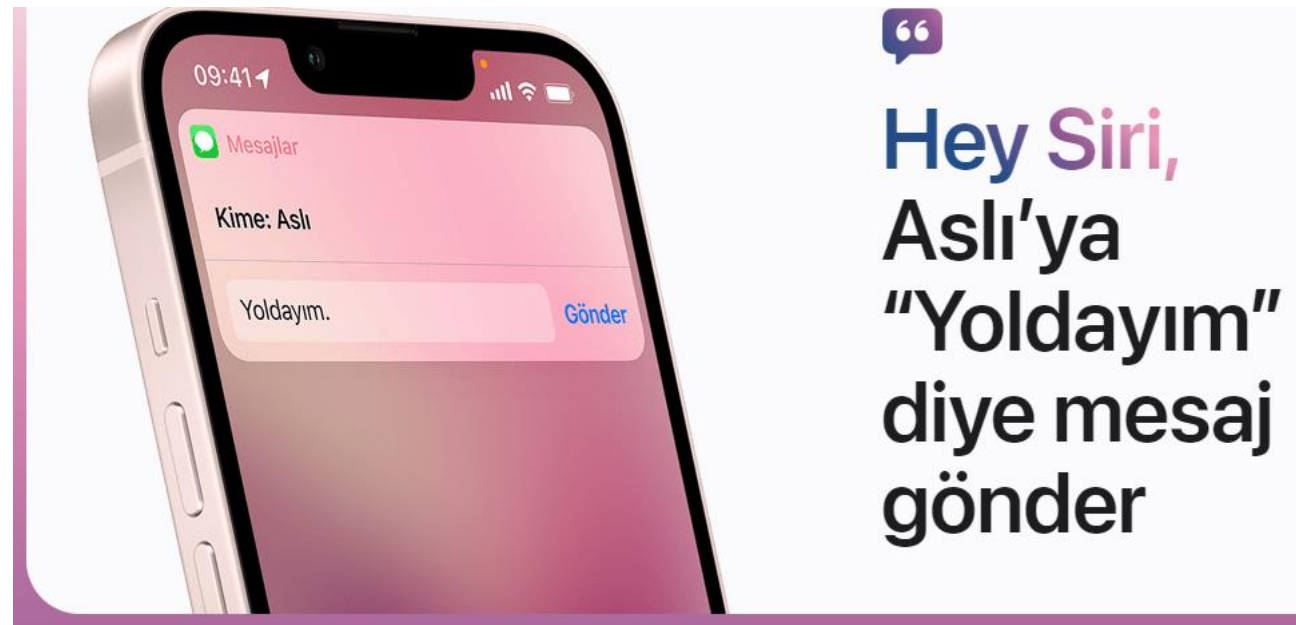 09:41
Mesajlar
Kime: Aslı
Yoldayım.
Gönder
Hey Siri,
Aslı’ya
“Yoldayım”
diye mesaj
gönder